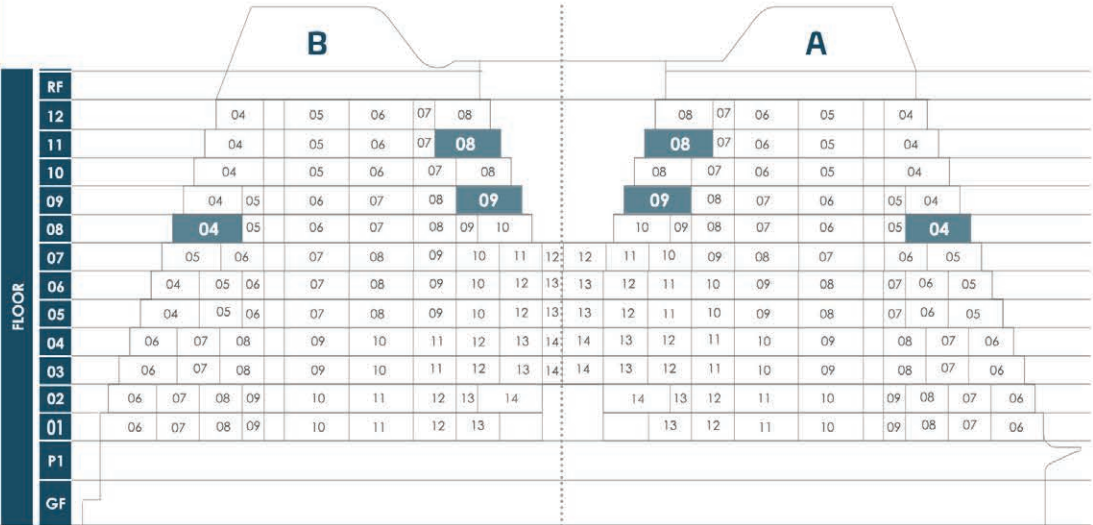 B A
RF
12 04 05 06 07 08 08 07 06 05 04
11 04 05 06 07 08 08 07 06 05 04
10 04 05 06 07 08 08 07 06 05 04
09 04 05 06 07 08 09 09 08 07 06 05 04
08 04 05 06 07 08 09 10 10 09 08 07 06 05 04
07 05 06 07 08 09 10 11 12 12 11 10 09 08 07 06 05
06 04 05 06 07 08 09 10 12 13 13 12 11 10 09 08 07 06 05
05 04 05 06 07 08 09 10 12 13 13 12 11 10 09 08 07 06 05
04 06 07 08 09 10 11 12 13 14 14 13 12 11 10 09 08 07 06
03 06 07 08 09 10 11 12 13 14 14 13 12 11 10 09 08 07 06
02 06 07 08 09 10 11 12 13 14 14 13 12 11 10 09 08 07 06
01 06 07 08 09 10 11 12 13 13 12 11 10 09 08 07 06
P1
GF
FLOOR